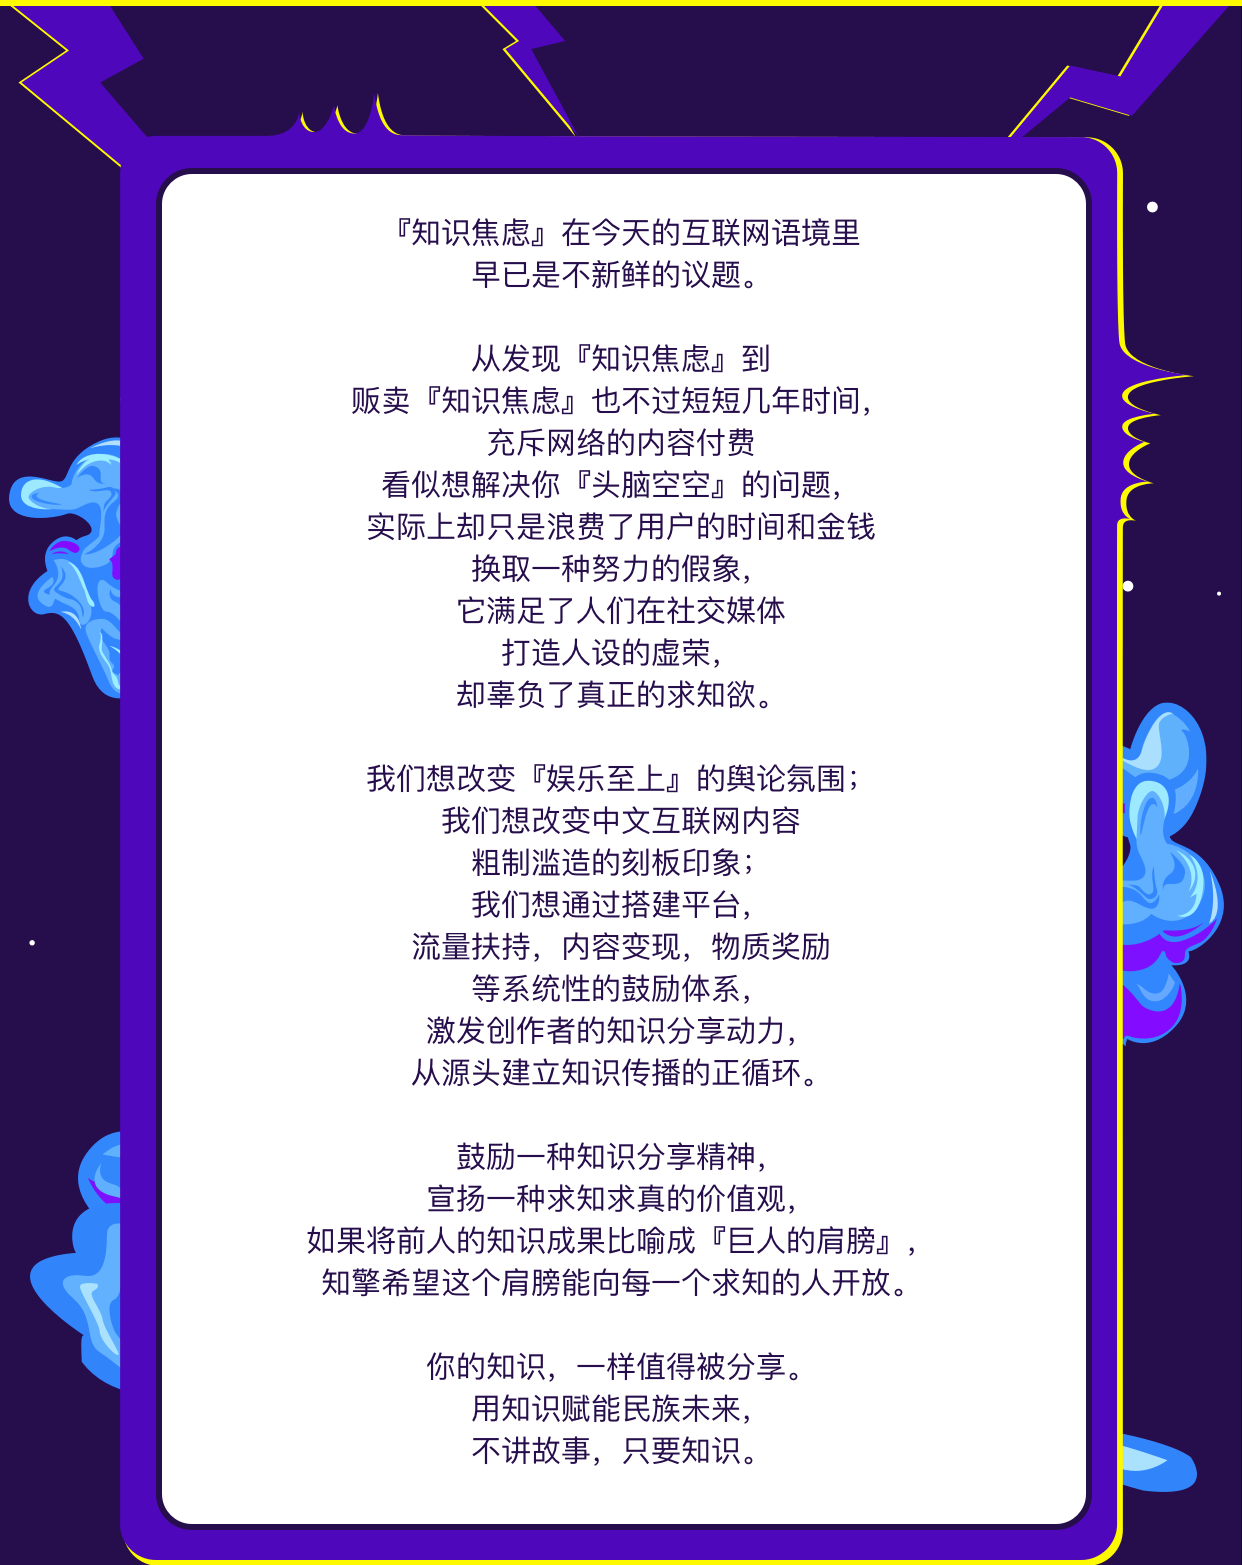 『知识焦虑』在今天的互联网语境里
早已是不新鲜的议题。
从发现『知识焦虑』到
贩卖『知识焦虑』也不过短短几年时间，
充斥网络的内容付费
看似想解决你『头脑空空』的问题，
实际上却只是浪费了用户的时间和金钱
换取一种努力的假象，
它满足了人们在社交媒体
打造人设的虚荣，
却辜负了真正的求知欲。
我们想改变『娱乐至上』的舆论氛围；
我们想改变中文互联网内容
粗制滥造的刻板印象；
我们想通过搭建平台，
流量扶持，内容变现，物质奖励
等系统性的鼓励体系，
激发创作者的知识分享动力，
从源头建立知识传播的正循环。
鼓励一种知识分享精神，
宣扬一种求知求真的价值观，
如果将前人的知识成果比喻成『巨人的肩膀』，
知擎希望这个肩膀能向每一个求知的人开放。
你的知识，一样值得被分享。
用知识赋能民族未来，
不讲故事，只要知识。